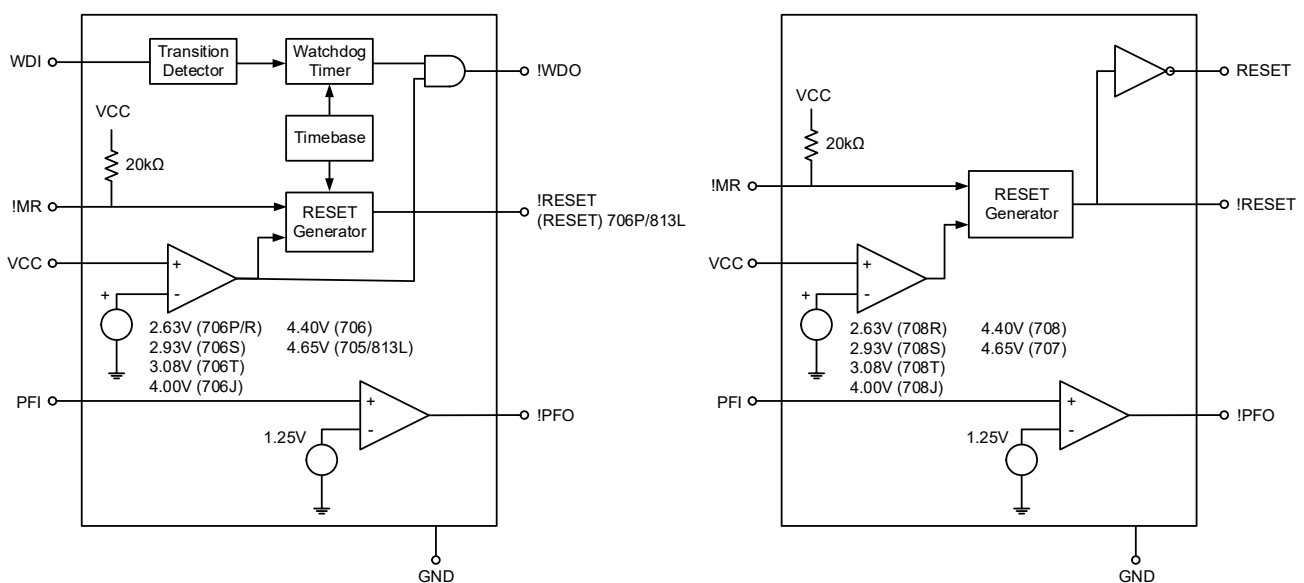 WDI
Transition
Detector
Watchdog
Timer
!WDO
VCC
20kΩ
Timebase
!MR
RESET
Generator
!RESET
(RESET) 706P/813L
VCC
+
-
+
2.63V (706P/R)
4.40V (706)
2.93V (706S)
4.65V (705/813L)
3.08V (706T)
4.00V (706J)
PFI
+
-
!PFO
1.25V
GND
RESET
VCC
20kΩ
!MR
RESET
Generator
!RESET
VCC
+
-
+
2.63V (708R)
4.40V (708)
2.93V (708S)
4.65V (707)
3.08V (708T)
4.00V (708J)
PFI
+
-
!PFO
1.25V
GND